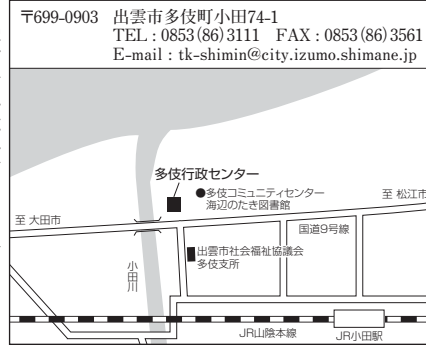 〒699-0903 出雲市多伎町小田74-1
TEL：0853(86)3111 FAX：0853(86)3561
E-mail：tk-shimin@city.izumo.shimane.jp
多伎行政センター
●多伎コミュニティセンター
海辺のたき図書館
至 松江市
至 大田市
国道9号線
出雲市社会福祉協議会
多伎支所
小田川
JR山陰本線
JR小田駅